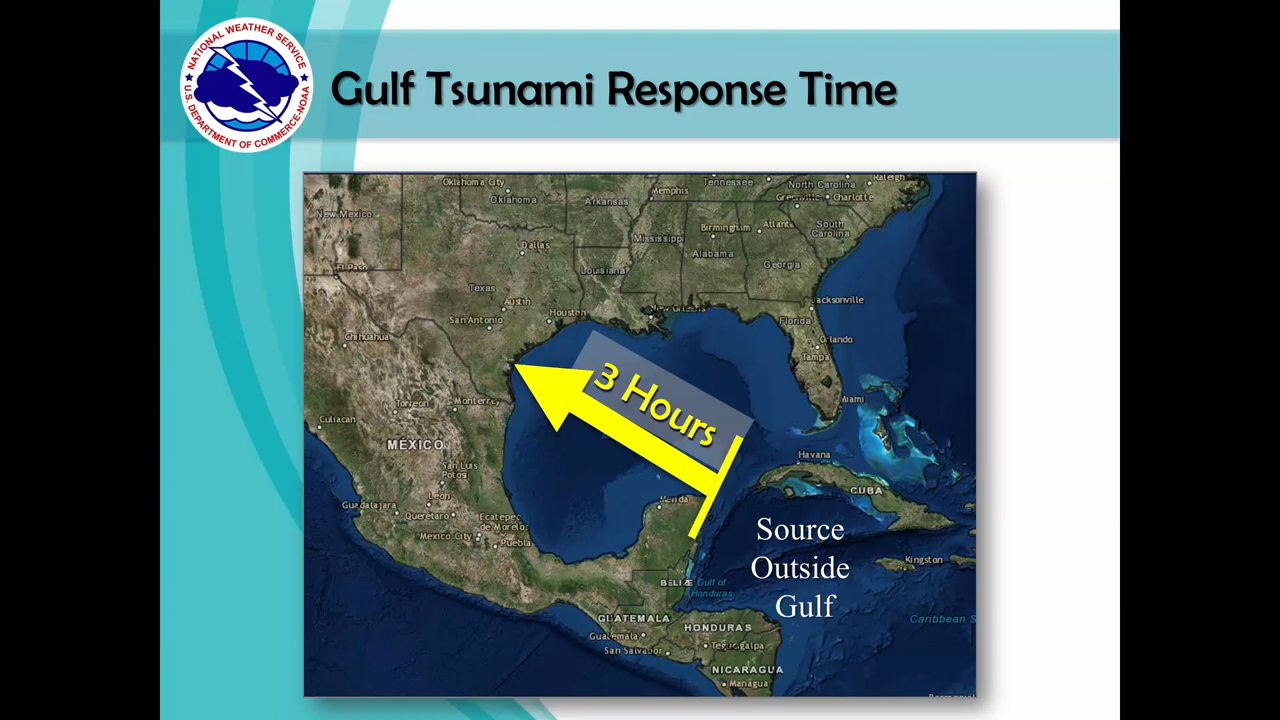 NATIONAL WEATHER SERVICE
U.S. DEPARTMENT OF COMMERCE-NOAA
Gulf Tsunami Response Time
Oklahoma City
Oklahoma
Arkansas
Memphis
Tennessee
North Carolina
Raleigh
Greenville
Charlotte
New Mexico
Dallas
Mississippi
Birmingham
Atlanta
South
Carolina
Alabama
Georgia
El Paso
Louisiana
Texas
Austin
Houston
San Antonio
New Orleans
Jacksonville
Florida
Orlando
Tampa
Chihuahua
Torreon
Monterrey
Miami
Culiacan
MÉXICO
3 Hours
Havana
CUBA
San Luis
Potosi
Leon
Guadalajara
Queretaro
Ecatepec
de Morelos
Mexico City
Puebla
Merida
Source
Outside
Gulf
Kingston
BELIZE
Gulf of
Honduras
Caribbean S
GUATEMALA
HONDURAS
Guatemala
Tegucigalpa
San Salvador
NICARAGUA
Managua